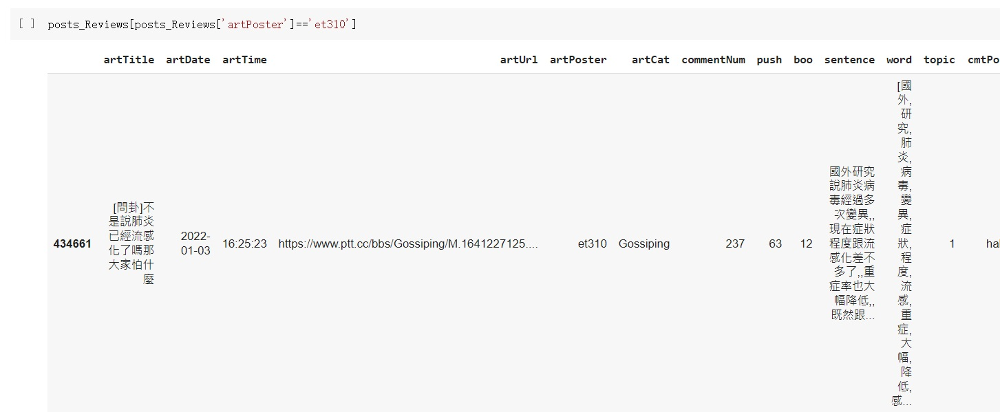 [ ] posts_Reviews[posts_Reviews['artPoster']=='et310']
artTitle artDate artTime artUrl artPoster artCat commentNum push boo sentence word topic cmtPo
434661
[問卦]不
是說肺炎
已經流感
化了嗎那
大家怕什
麼
2022-
01-03
16:25:23
https://www.ptt.cc/bbs/Gossiping/M.1641227125....
et310
Gossiping
237
63
12
國外研究
說肺炎病
毒經過多
次變異,,
現在症狀
程度跟流
感化差不
多了,,重
症率也大
幅降低,,
既然跟...
[國
外,
研
究,
肺
炎,
病
毒,
變
異,
症
狀,
程
度,
流
感,
重
症,
大
幅,
降
低,
感...
1
hal